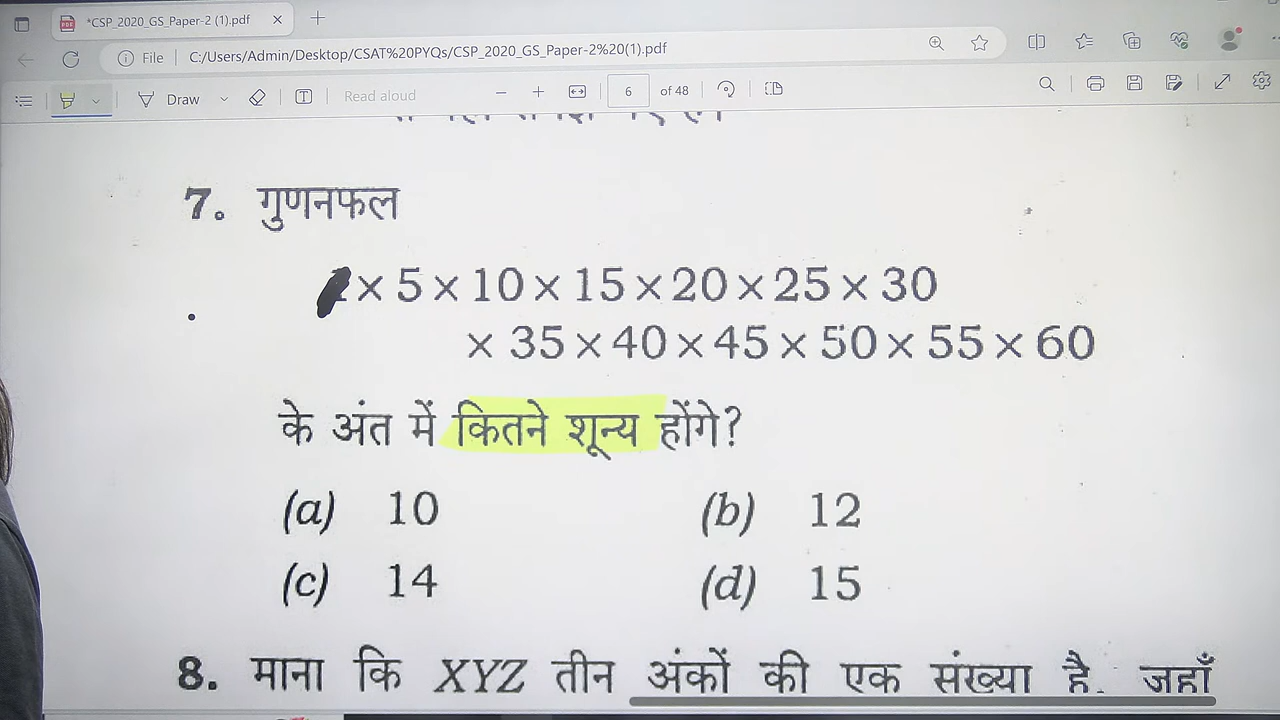 *CSP_2020_GS_Paper-2 (1).pdf
File C:/Users/Admin/Desktop/CSAT%20PYQs/CSP_2020_GS_Paper-2%20(1).pdf
Draw Read aloud 6 of 48
7. गुणनफल
× 5 × 10 × 15 × 20 × 25 × 30
× 35 × 40 × 45 × 50 × 55 × 60
के अंत में कितने शून्य होंगे?
(a) 10 (b) 12
(c) 14 (d) 15
8. माना कि XYZ तीन अंकों की एक संख्या है, जहाँ